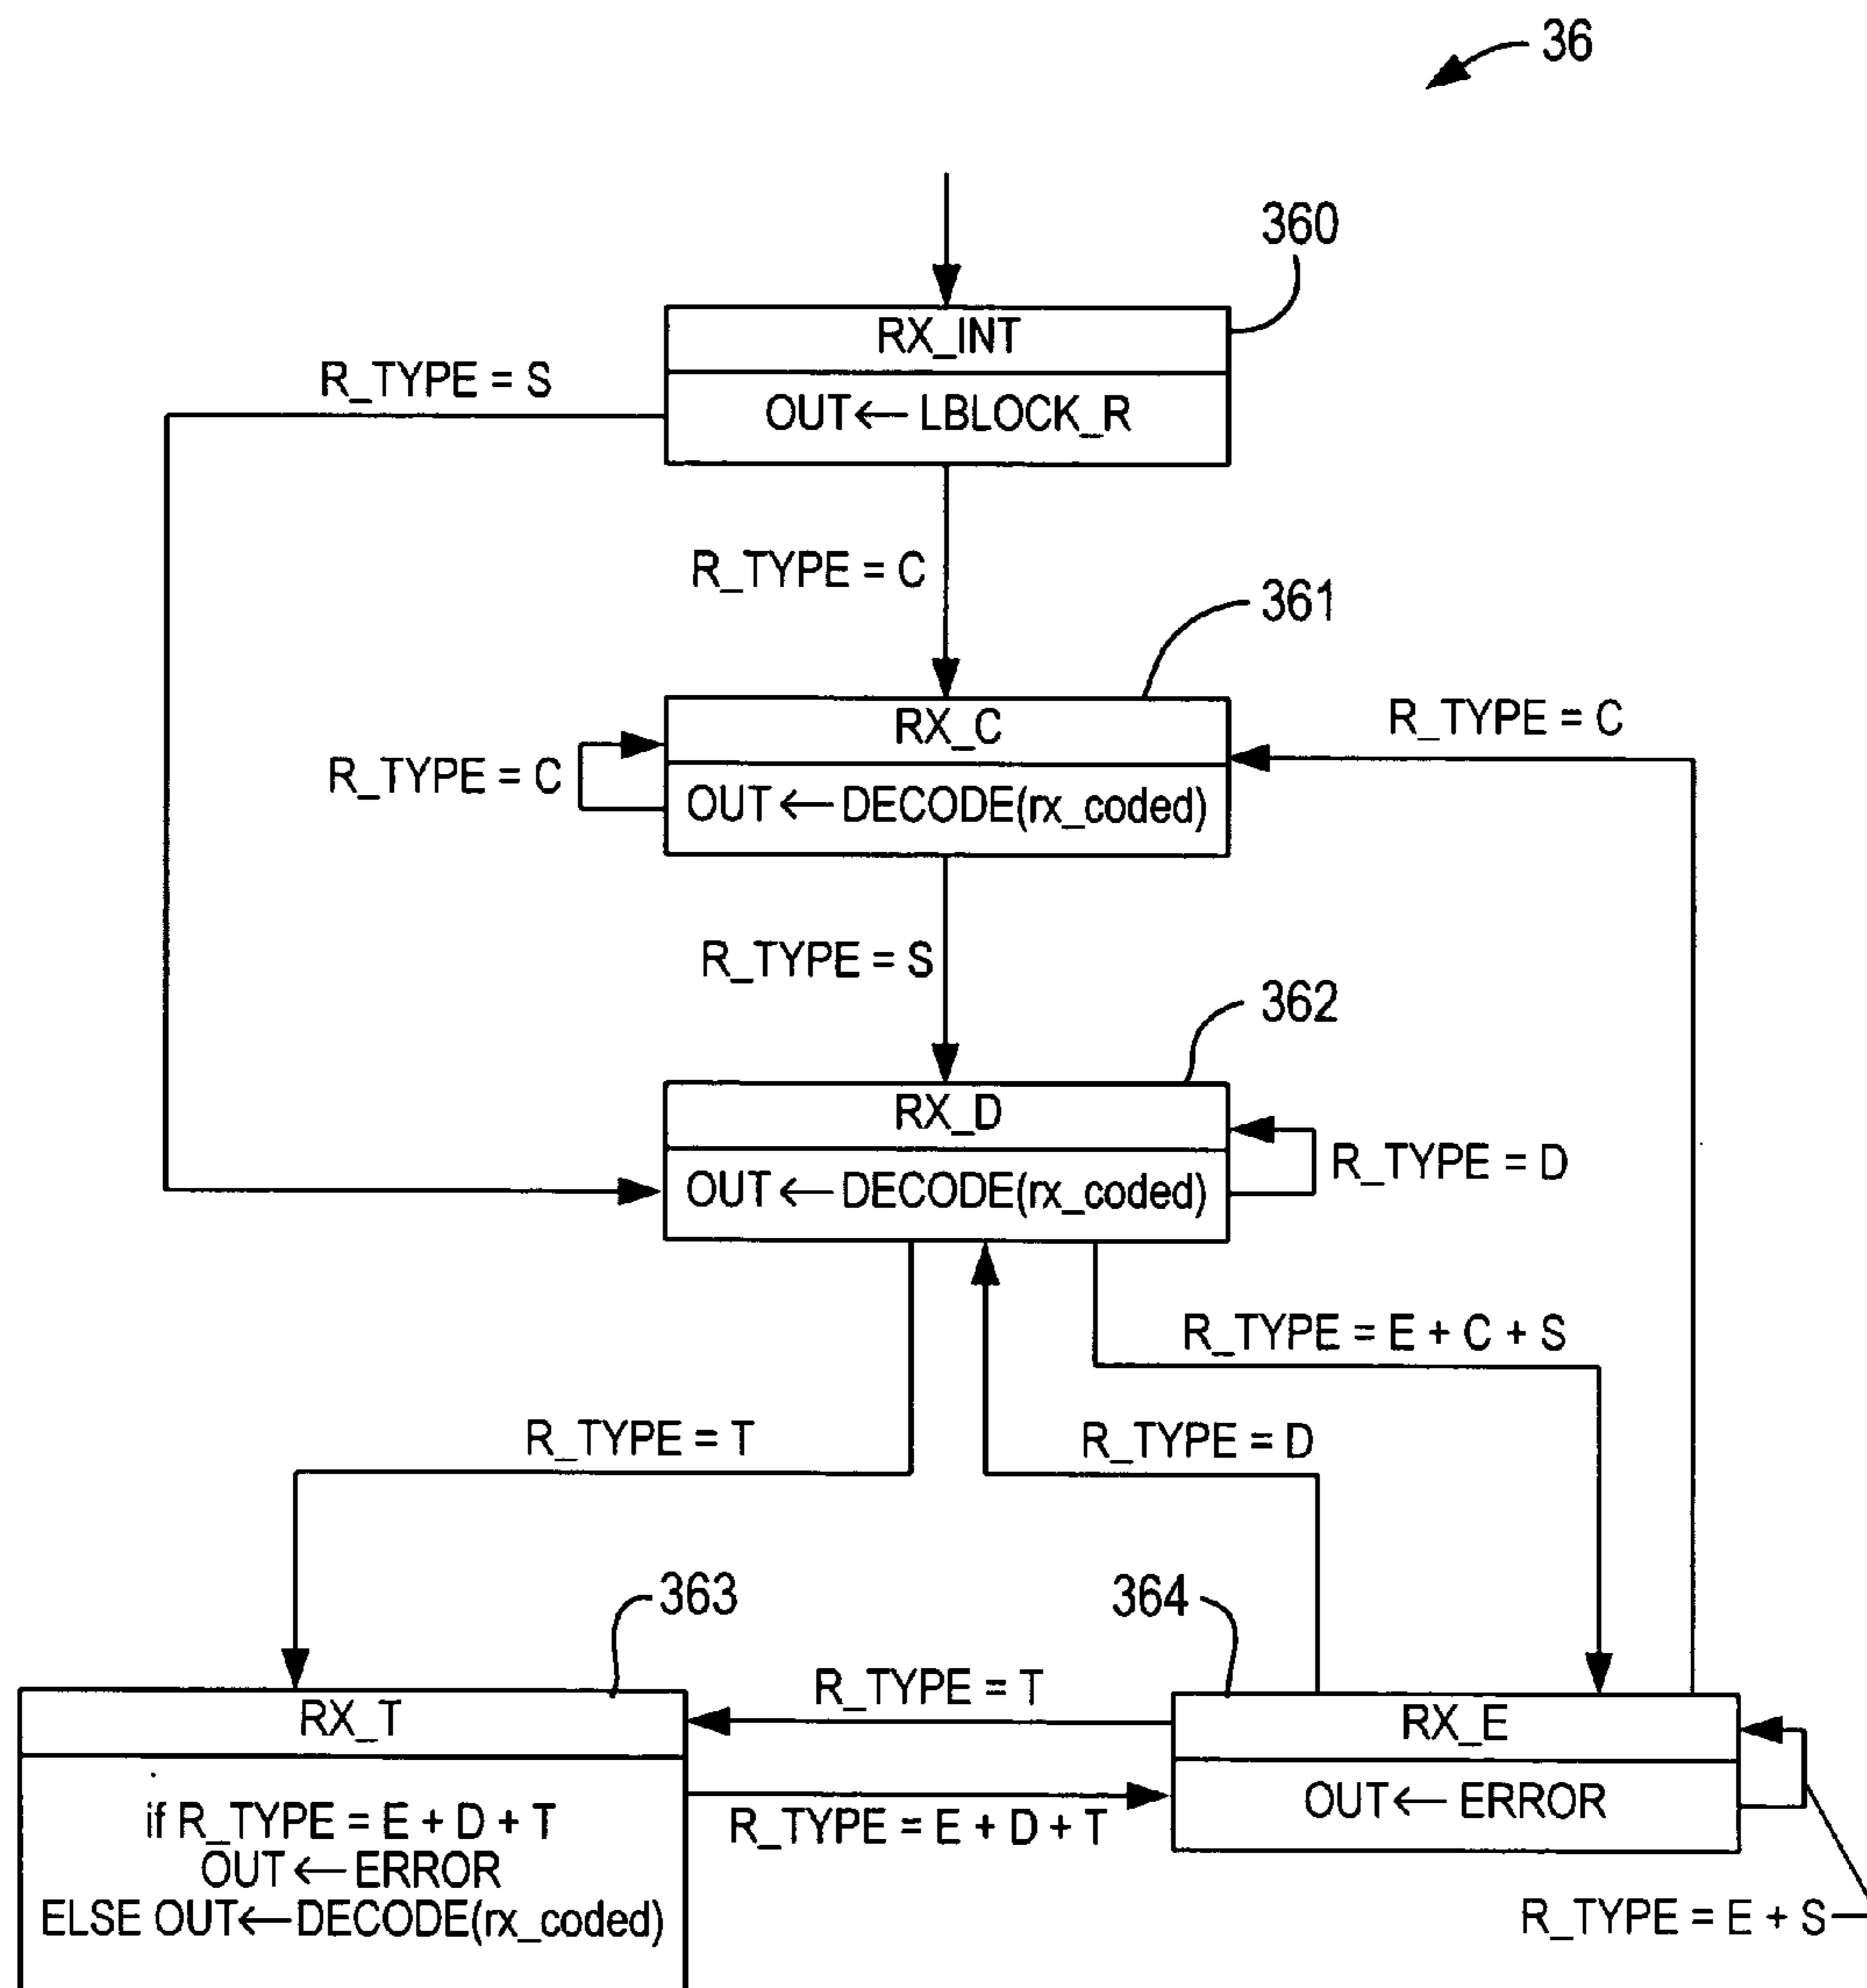 36
360
RX_INT
R_TYPE = S
OUT ← LBLOCK_R
R_TYPE = C
361
RX_C
R_TYPE = C
R_TYPE = C
OUT ← DECODE(rx_coded)
R_TYPE = S
362
RX_D
R_TYPE = D
OUT ← DECODE(rx_coded)
R_TYPE = E + C + S
R_TYPE = T
R_TYPE = D
363
364
R_TYPE = T
RX_T
RX_E
if R_TYPE = E + D + T
OUT ← ERROR
ELSE OUT ← DECODE(rx_coded)
R_TYPE = E + D + T
OUT ← ERROR
R_TYPE = E + S